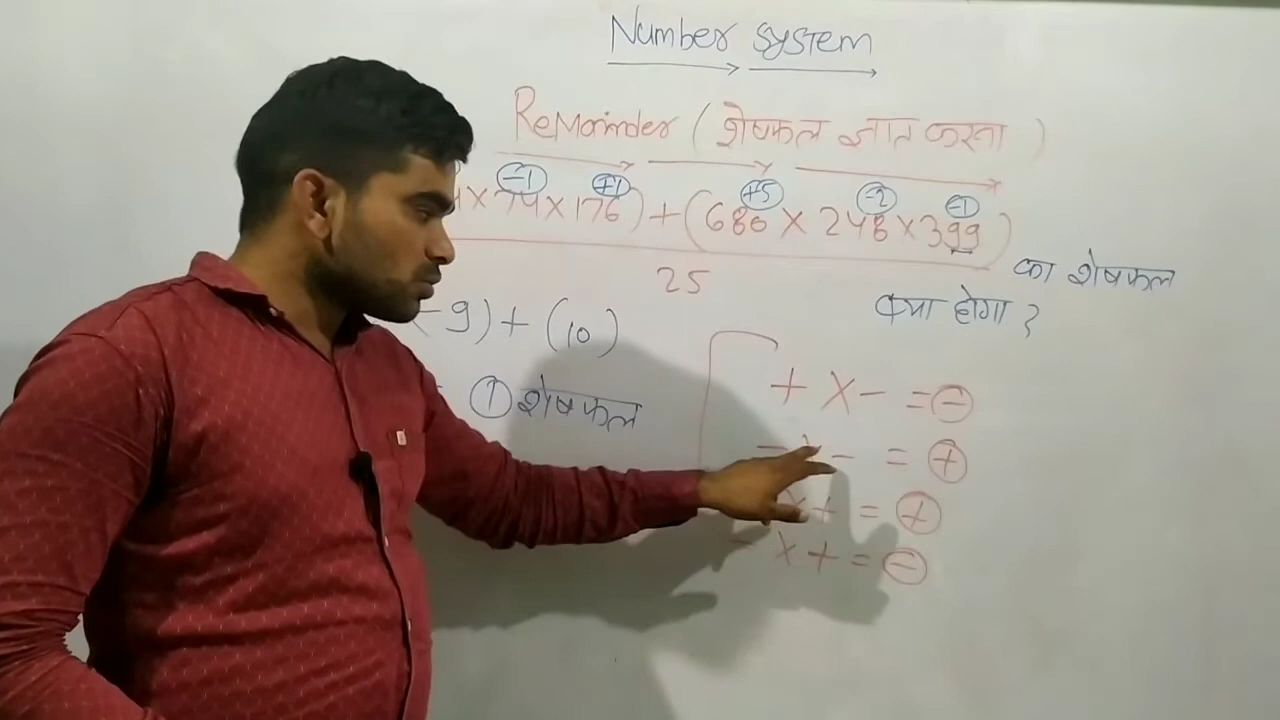 Number system
Remainder (शेषफल ज्ञात करना)
-1 +1 +5 -2 -1
×74×176)+(680×248×399)
25
का शेषफल
क्या होगा?
-9)+(10)
1 शेषफल
+ × - = -
- × - = +
× + = +
- × + = -